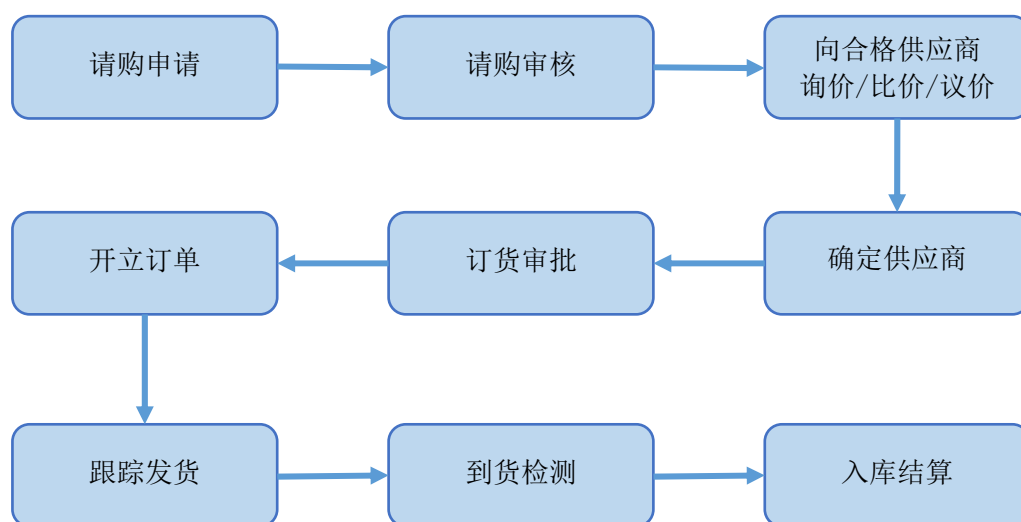 请购申请
请购审核
向合格供应商
询价/比价/议价
确定供应商
订货审批
开立订单
跟踪发货
到货检测
入库结算